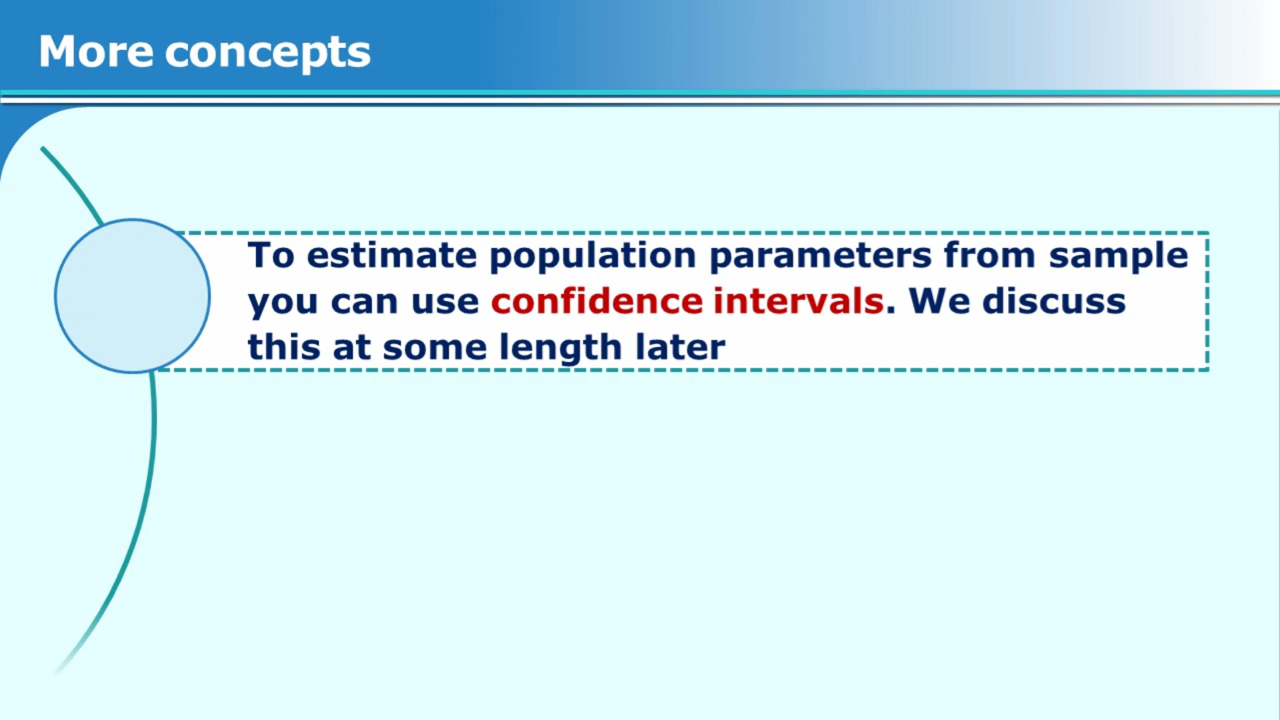 More concepts
To estimate population parameters from sample
you can use confidence intervals. We discuss
this at some length later